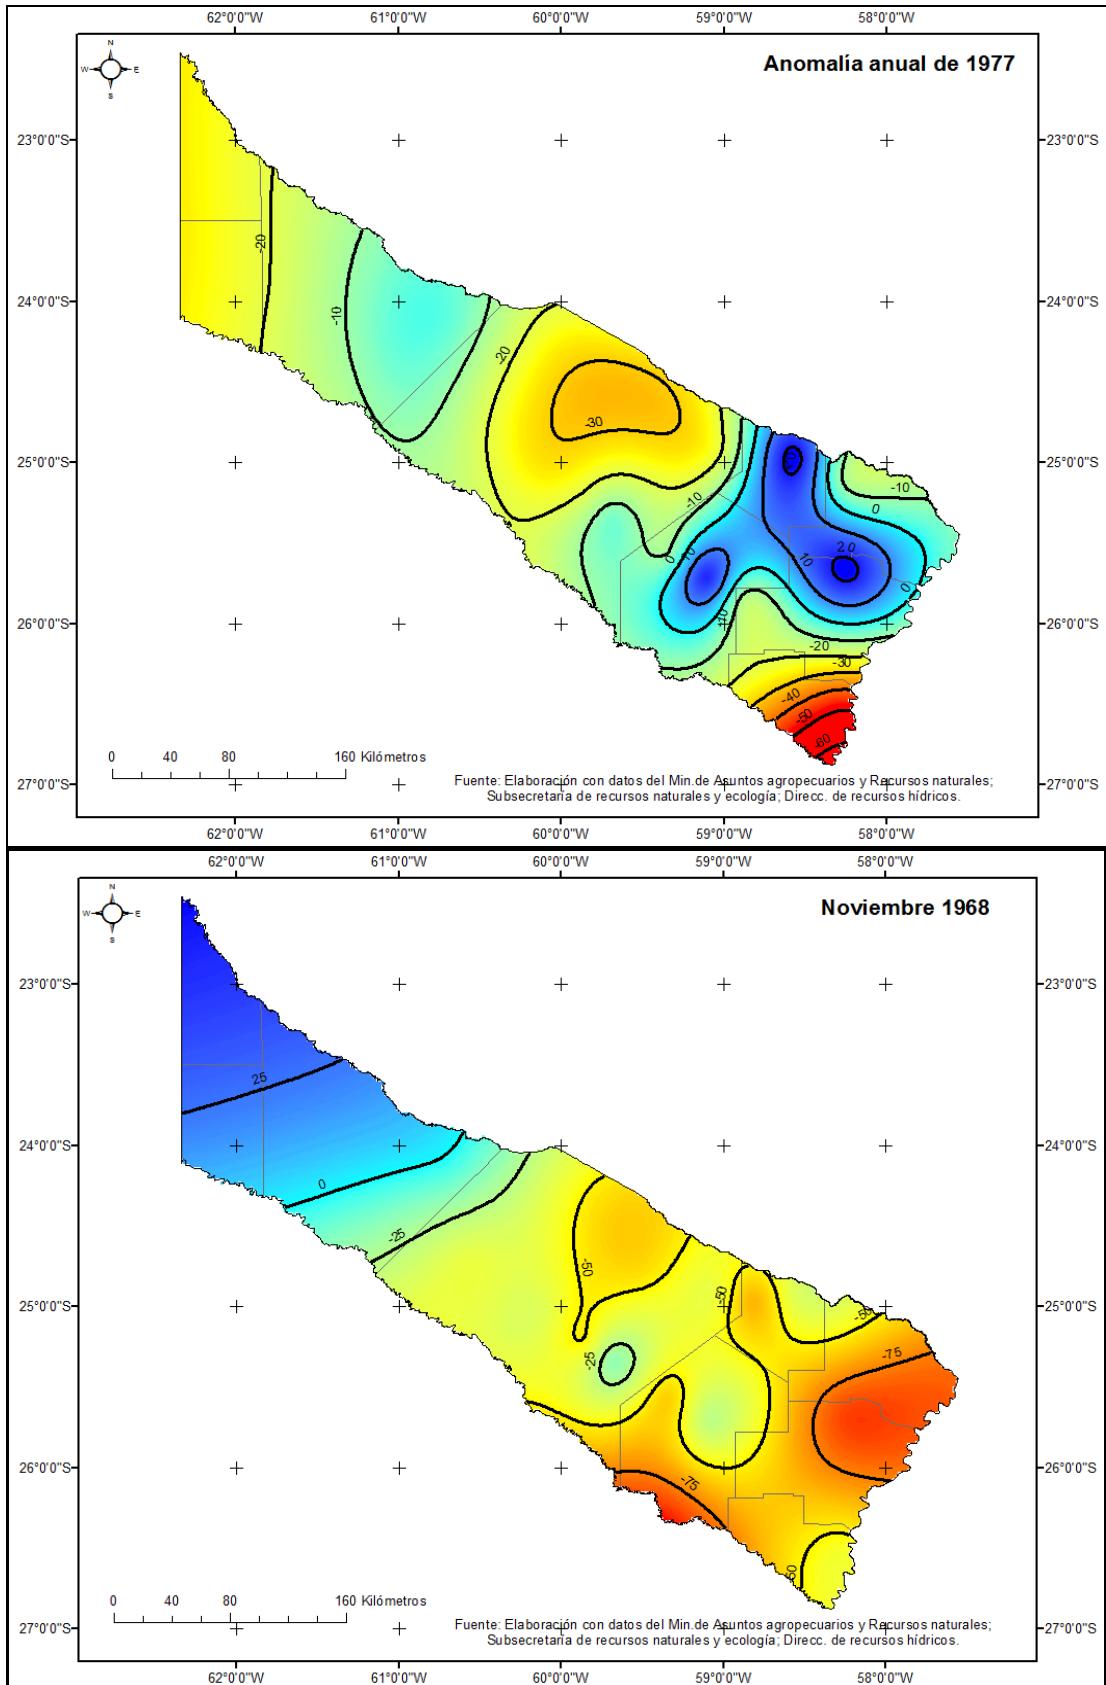 62°0'0"W 61°0'0"W 60°0'0"W 59°0'0"W 58°0'0"W
N
W E
S
Anomalía anual de 1977
23°0'0"S 23°0'0"S
-20
24°0'0"S 24°0'0"S
-10
-20
-30
25°0'0"S 25°0'0"S
-10
-10
0
0
20
10
0
26°0'0"S 26°0'0"S
-10
-20
-30
-40
-50
-60
0 40 80 160 Kilómetros
Fuente: Elaboración con datos del Min.de Asuntos agropecuarios y Recursos naturales;
Subsecretaría de recursos naturales y ecología; Direcc. de recursos hídricos.
27°0'0"S 27°0'0"S
62°0'0"W 61°0'0"W 60°0'0"W 59°0'0"W 58°0'0"W
62°0'0"W 61°0'0"W 60°0'0"W 59°0'0"W 58°0'0"W
N
W E
S
Noviembre 1968
23°0'0"S 23°0'0"S
25
24°0'0"S 24°0'0"S
0
-25
-50
-50
25°0'0"S 25°0'0"S
-50
-25
-75
26°0'0"S 26°0'0"S
-75
0 40 80 160 Kilómetros
Fuente: Elaboración con datos del Min.de Asuntos agropecuarios y Recursos naturales;
Subsecretaría de recursos naturales y ecología; Direcc. de recursos hídricos.
27°0'0"S 27°0'0"S
62°0'0"W 61°0'0"W 60°0'0"W 59°0'0"W 58°0'0"W